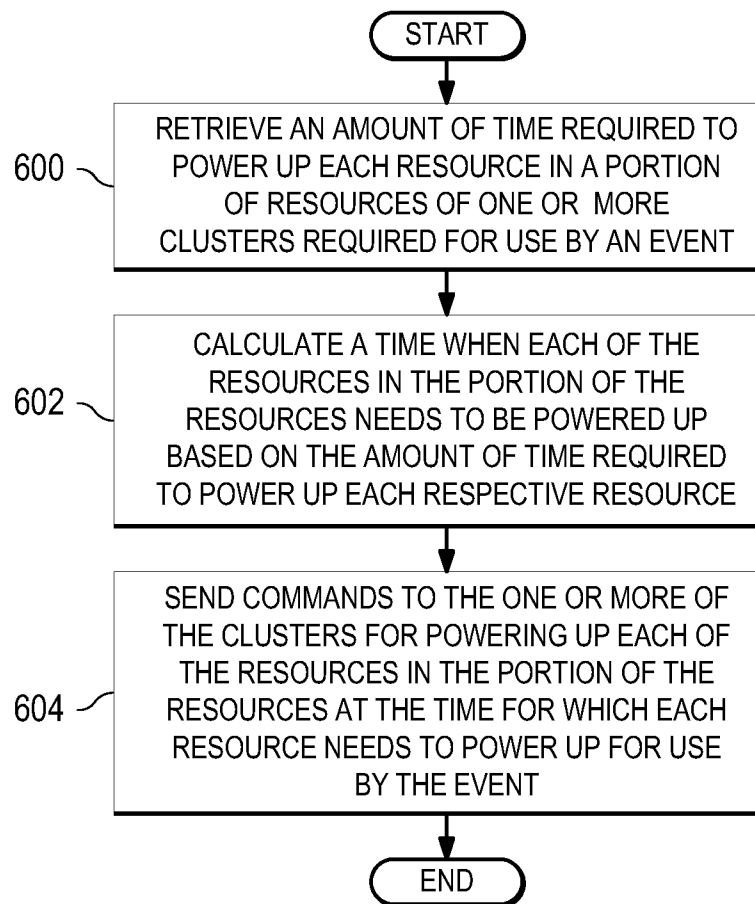 START
600
RETRIEVE AN AMOUNT OF TIME REQUIRED TO
POWER UP EACH RESOURCE IN A PORTION
OF RESOURCES OF ONE OR MORE
CLUSTERS REQUIRED FOR USE BY AN EVENT
602
CALCULATE A TIME WHEN EACH OF THE
RESOURCES IN THE PORTION OF THE
RESOURCES NEEDS TO BE POWERED UP
BASED ON THE AMOUNT OF TIME REQUIRED
TO POWER UP EACH RESPECTIVE RESOURCE
604
SEND COMMANDS TO THE ONE OR MORE OF
THE CLUSTERS FOR POWERING UP EACH OF
THE RESOURCES IN THE PORTION OF THE
RESOURCES AT THE TIME FOR WHICH EACH
RESOURCE NEEDS TO POWER UP FOR USE
BY THE EVENT
END